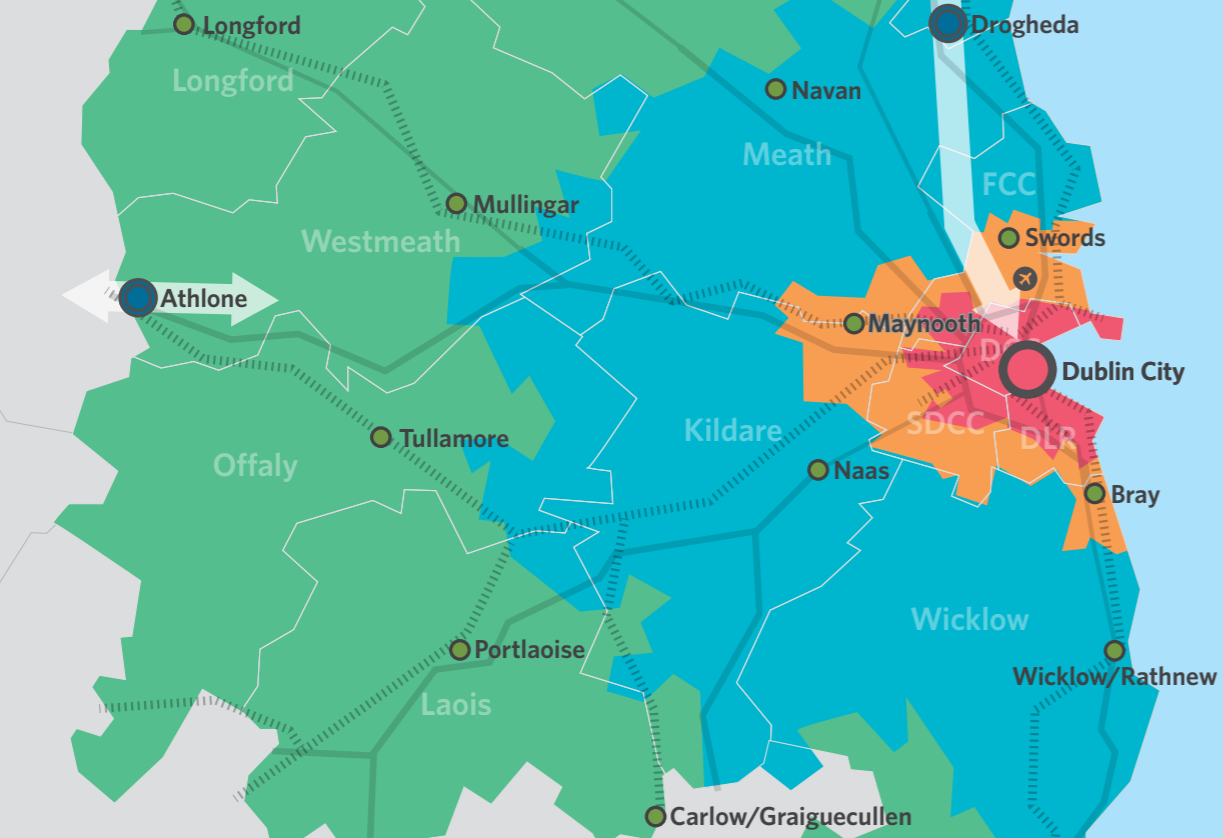 Longford
Drogheda
Longford
Navan
Meath
FCC
Mullingar
Westmeath
Swords
Athlone
Maynooth
Dublin City
Kildare
SDCC
DLR
Tullamore
Offaly
Naas
Bray
Wicklow
Portlaoise
Wicklow/Rathnew
Laois
Carlow/Graiguecullen